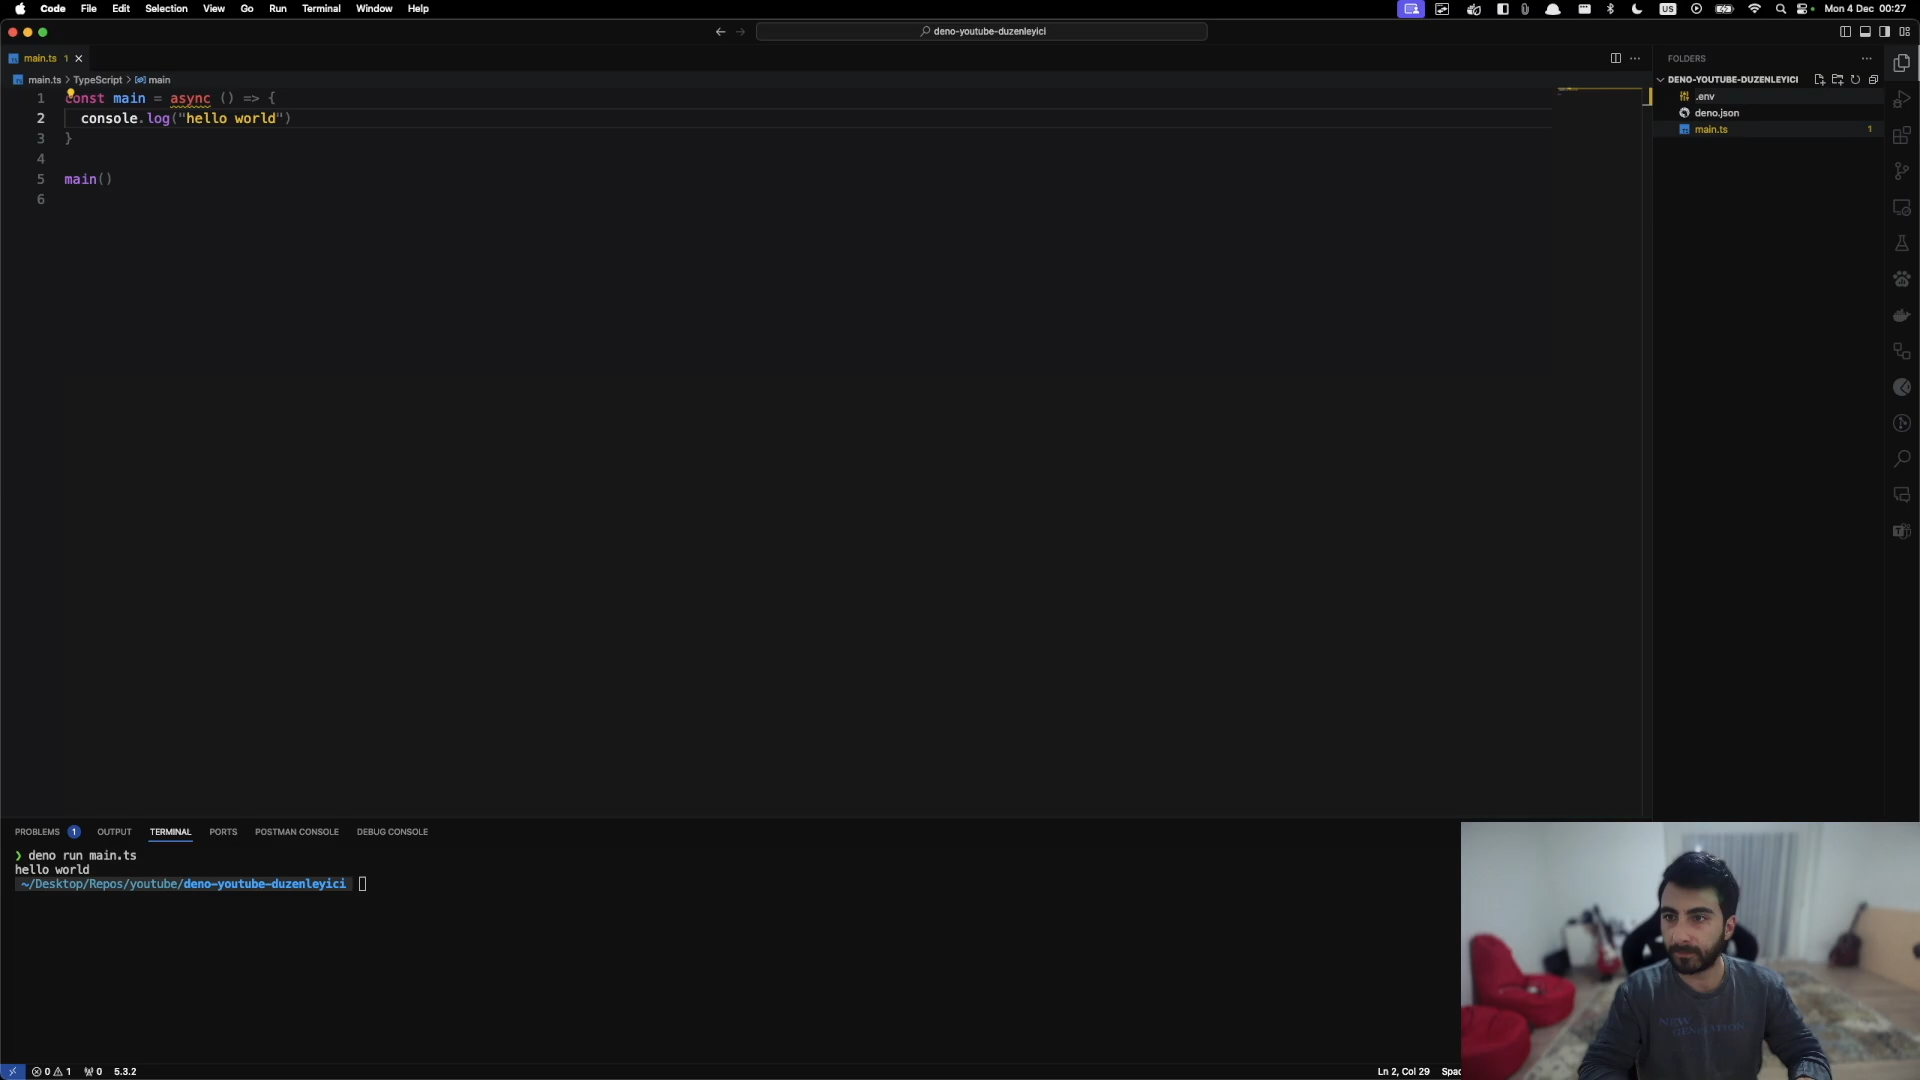 Code File Edit Selection View Go Run Terminal Window Help
US
Mon 4 Dec 00:27
deno-youtube-duzenleyici
main.ts 1
main.ts > TypeScript > main
1 const main = async () => {
2 console.log("hello world")
3 }
4
5 main()
6
FOLDERS
DENO-YOUTUBE-DUZENLEYICI
.env
deno.json
main.ts 1
PROBLEMS 1 OUTPUT TERMINAL PORTS POSTMAN CONSOLE DEBUG CONSOLE
❯ deno run main.ts
hello world
~/Desktop/Repos/youtube/deno-youtube-duzenleyici
NEW
GENERATION
0 1 0 5.3.2
Ln 2, Col 29 Spac